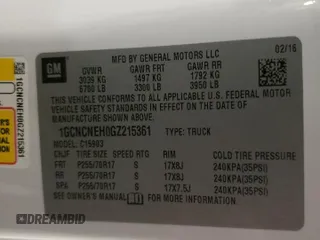 GM
MFD BY GENERAL MOTORS LLC
02/16
GVWR GAWR FRT GAWR RR
3039 KG 1497 KG 1792 KG
6700 LB 3300 LB 3950 LB
THIS VEHICLE CONFORMS TO ALL APPLICABLE U.S. FEDERAL MOTOR
VEHICLE SAFETY STANDARDS IN EFFECT ON THE DATE OF
MANUFACTURE SHOWN ABOVE.
1GCNCNEH0GZ215361 TYPE: TRUCK
MODEL: C15903
TIRE SIZE SPEED RTG RIM COLD TIRE PRESSURE
FRT P255/70R17 S 17X8J 240KPA(35PSI)
RR P255/70R17 S 17X8J 240KPA(35PSI)
SPA P255/70R17 S 17X7.5J 240KPA(35PSI)
SEE OWNER'S MANUAL FOR ADDITIONAL INFORMATION
1GCNCNEH0GZ215361
DIRAUCTION